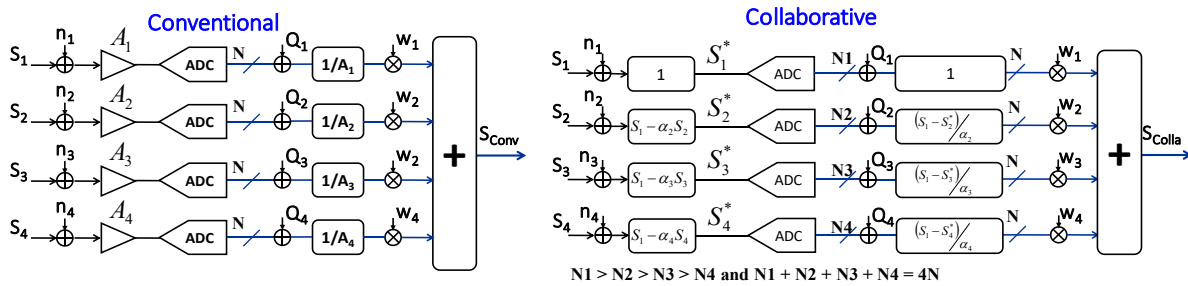 Conventional
S₁ n₁ A₁ ADC N Q₁ 1/A₁ w₁
S₂ n₂ A₂ ADC N Q₂ 1/A₂ w₂
S₃ n₃ A₃ ADC N Q₃ 1/A₃ w₂
S₄ n₄ A₄ ADC N Q₄ 1/A₄ w₄
+ S_Conv
Collaborative
S₁ n₁ 1 S₁* ADC N1 Q₁ 1 N w₁
S₂ n₂ S₁ − α₂S₂ S₂* ADC N2 Q₂ (S₁ − S₂*)/α₂ N w₂
S₃ n₃ S₁ − α₃S₃ S₃* ADC N3 Q₃ (S₁ − S₃*)/α₃ N w₃
S₄ n₄ S₁ − α₄S₄ S₄* ADC N4 Q₄ (S₁ − S₄*)/α₄ N w₄
+ S_Colla
N1 > N2 > N3 > N4 and N1 + N2 + N3 + N4 = 4N